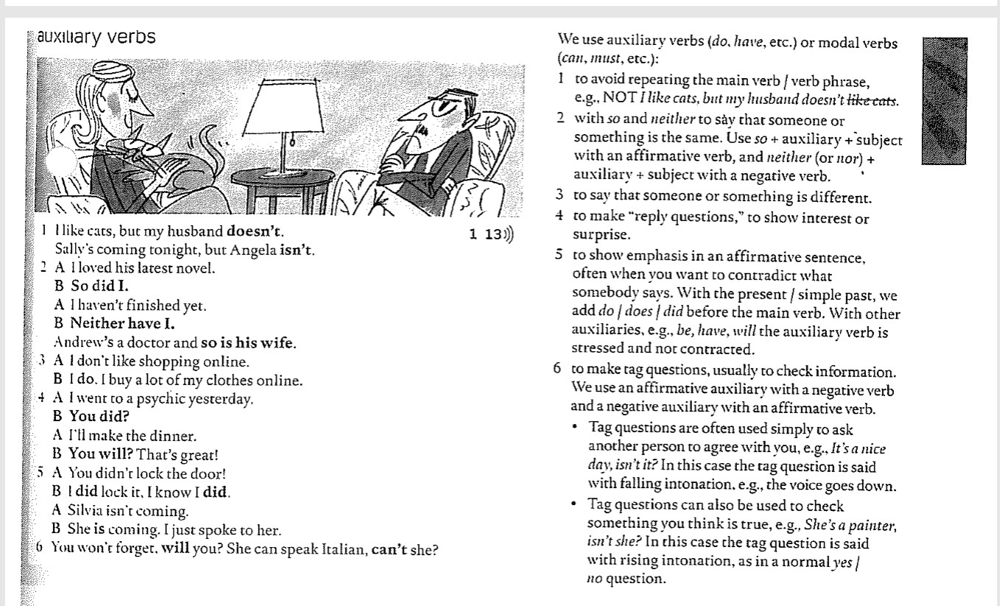 auxiliary verbs
1 I like cats, but my husband doesn't.
1 13))
Sally's coming tonight, but Angela isn't.
2 A I loved his latest novel.
B So did I.
A I haven't finished yet.
B Neither have I.
Andrew's a doctor and so is his wife.
3 A I don't like shopping online.
B I do. I buy a lot of my clothes online.
4 A I went to a psychic yesterday.
B You did?
A I'll make the dinner.
B You will? That's great!
5 A You didn't lock the door!
B I did lock it, I know I did.
A Silvia isn't coming.
B She is coming. I just spoke to her.
6 You won't forget, will you? She can speak Italian, can't she?
We use auxiliary verbs (do, have, etc.) or modal verbs
(can, must, etc.):
1 to avoid repeating the main verb / verb phrase,
e.g., NOT I like cats, but my husband doesn't like cats.
2 with so and neither to say that someone or
something is the same. Use so + auxiliary + subject
with an affirmative verb, and neither (or nor) +
auxiliary + subject with a negative verb.
3 to say that someone or something is different.
4 to make "reply questions," to show interest or
surprise.
5 to show emphasis in an affirmative sentence,
often when you want to contradict what
somebody says. With the present / simple past, we
add do / does / did before the main verb. With other
auxiliaries, e.g., be, have, will the auxiliary verb is
stressed and not contracted.
6 to make tag questions, usually to check information.
We use an affirmative auxiliary with a negative verb
and a negative auxiliary with an affirmative verb.
• Tag questions are often used simply to ask
another person to agree with you, e.g., It's a nice
day, isn't it? In this case the tag question is said
with falling intonation, e.g., the voice goes down.
• Tag questions can also be used to check
something you think is true, e.g., She's a painter,
isn't she? In this case the tag question is said
with rising intonation, as in a normal yes /
no question.